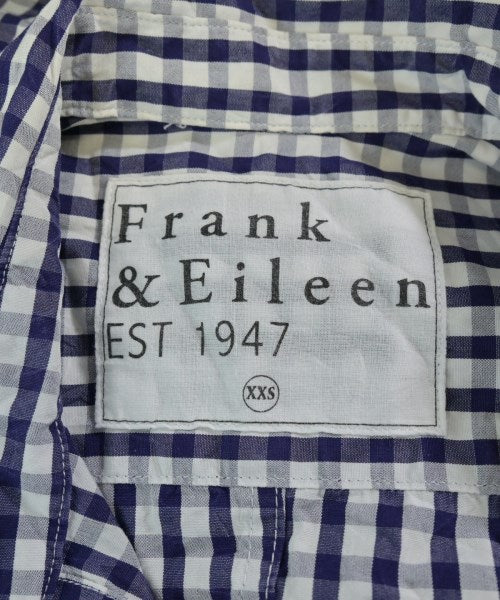 Frank
& Eileen
EST 1947
XXS